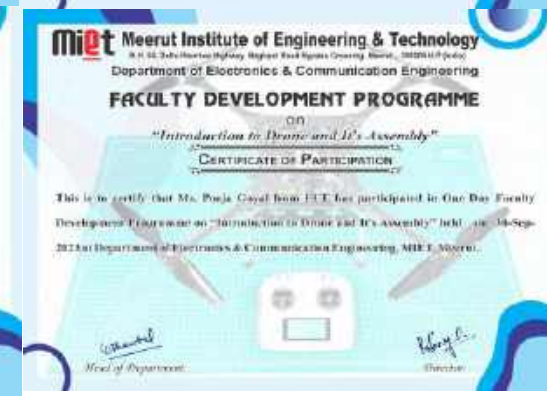 miet Meerut Institute of Engineering & Technology
Department of Electronics & Communication Engineering
FACULTY DEVELOPMENT PROGRAMME
on
"Introduction to Drone and It's Assembly"
CERTIFICATE OF PARTICIPATION
This is to certify that Ms. Pooja Goyal from ECE has participated in One Day Faculty
Development Programme on "Introduction to Drone and It's Assembly" held on
at Department of Electronics & Communication Engineering, MIET, Meerut.
Head of Department
Director